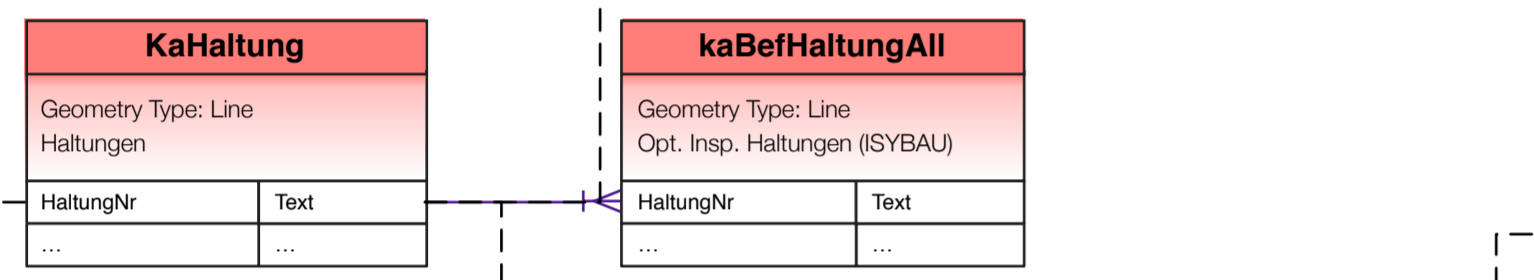 KaHaltung
Geometry Type: Line
Haltungen
HaltungNr Text
... ...
kaBefHaltungAll
Geometry Type: Line
Opt. Insp. Haltungen (ISYBAU)
HaltungNr Text
... ...